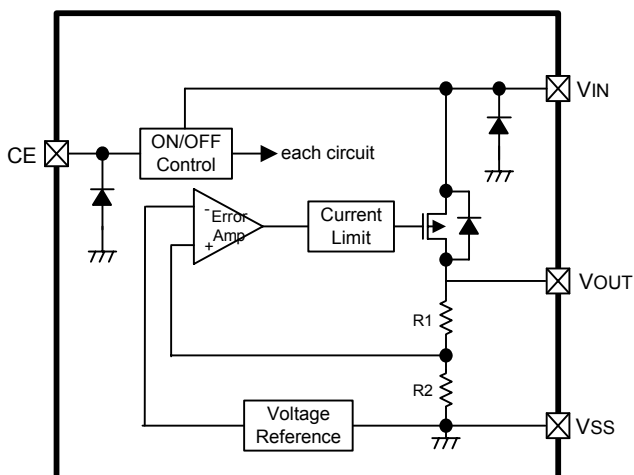 VIN
ON/OFF
Control
CE
each circuit
-
Error
Amp
+
Current
Limit
VOUT
R1
R2
Voltage
Reference
VSS